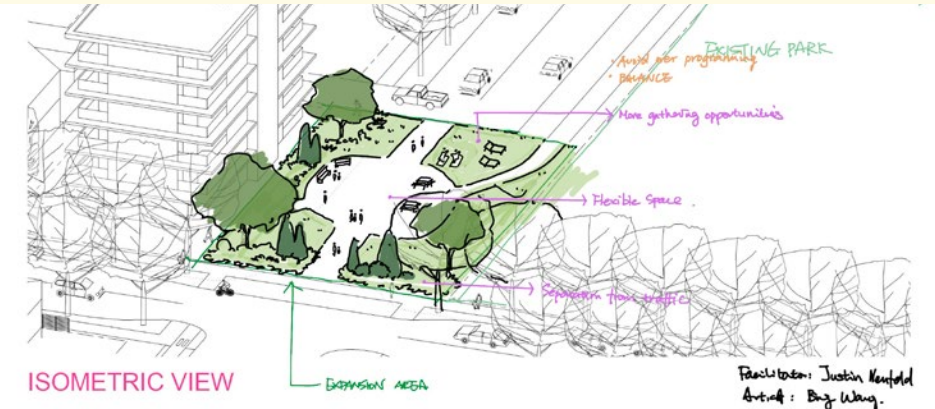 EXISTING PARK
• Avoid over programming
• BALANCE
More gathering opportunities
Flexible Space.
Separation from traffic
ISOMETRIC VIEW
EXPANSION AREA
Facilitator: Justin Neufeld
Artist: Bing Wang.